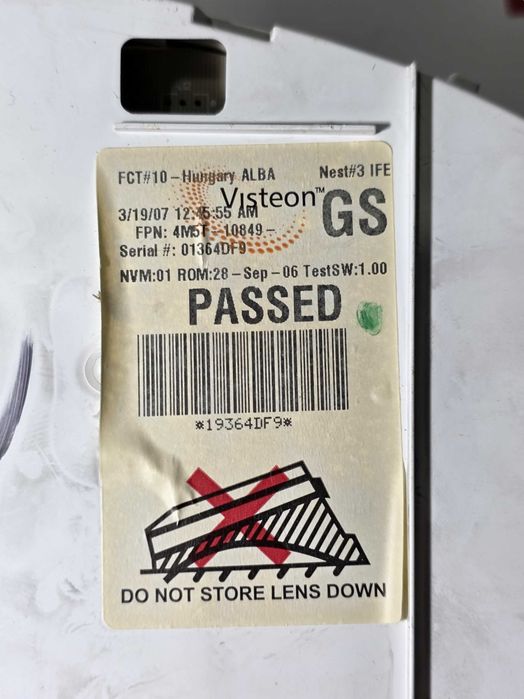 FCT#10-Hungary ALBA Nest#3 IFE
Visteon™ GS
3/19/07 12:45:55 AM
FPN: 4M5T-10849-
Serial #: 01364DF9
NVM:01 ROM:28-Sep-06 TestSW:1.00
PASSED
*19364DF9*
DO NOT STORE LENS DOWN